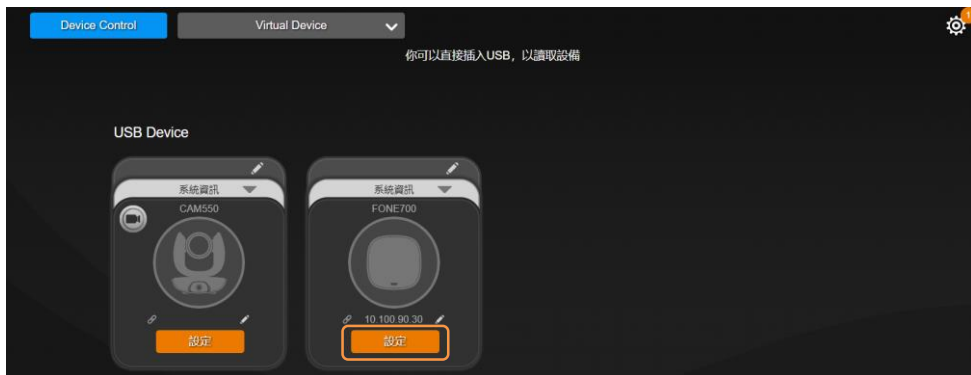 Device Control
Virtual Device
1
你可以直接插入USB，以讀取設備
USB Device
系統資訊
系統資訊
CAM550
FONE700
10.100.90.30
設定
設定